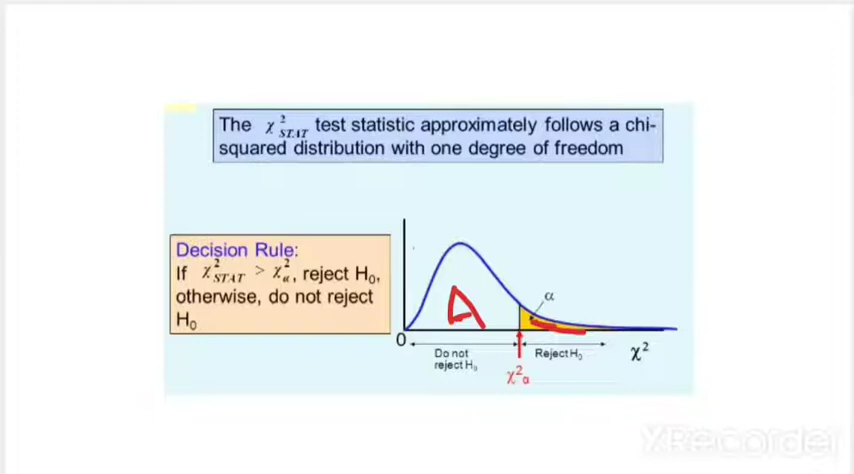 The χ²STAT test statistic approximately follows a chi-
squared distribution with one degree of freedom
Decision Rule:
If χ²STAT > χ²α, reject H₀,
otherwise, do not reject
H₀
A
α
0
Do not
reject H₀
Reject H₀
χ²
χ²α
XRecorder